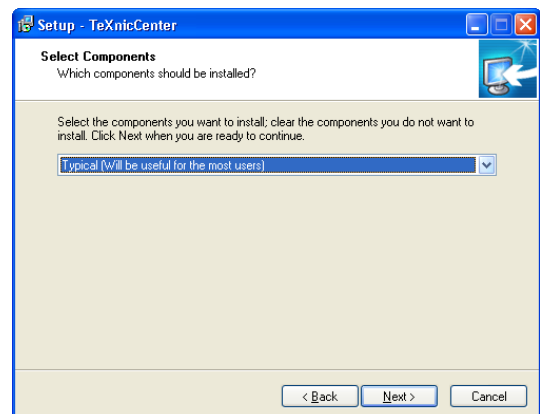 Setup - TeXnicCenter
Select Components
Which components should be installed?
Select the components you want to install; clear the components you do not want to
install. Click Next when you are ready to continue.
Typical (Will be useful for the most users)
< Back
Next >
Cancel